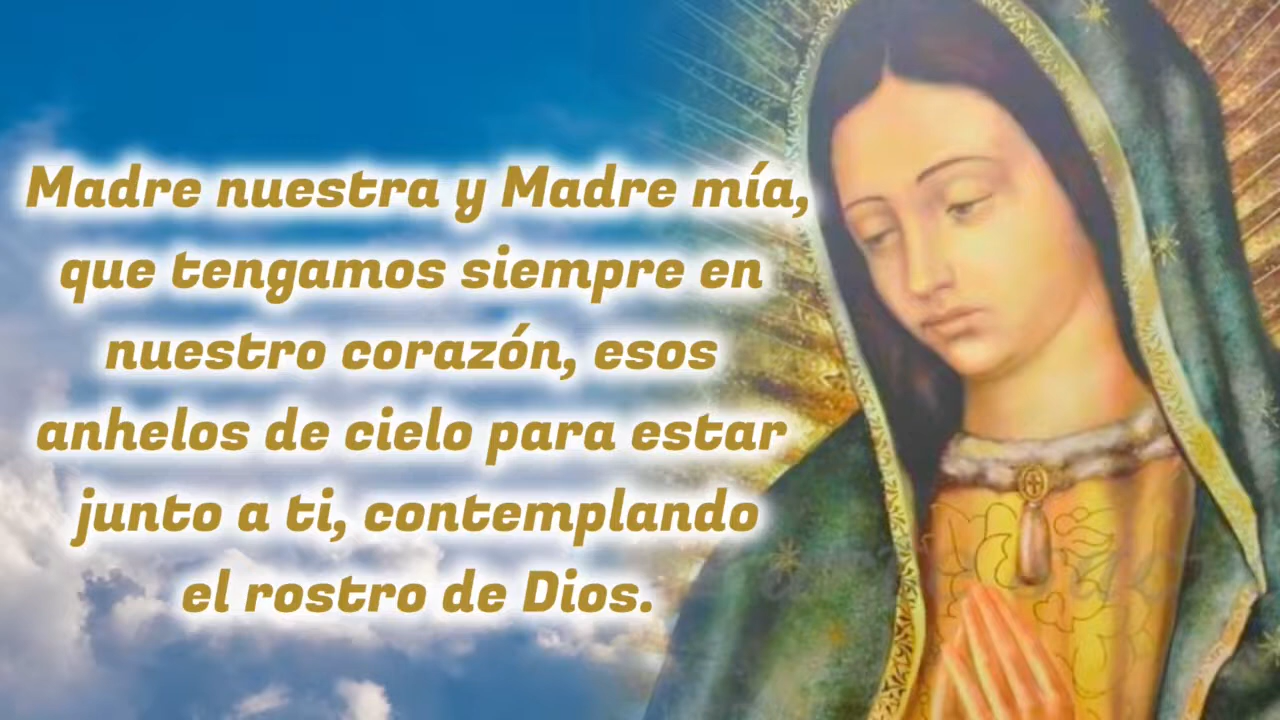 Madre nuestra y Madre mía,
que tengamos siempre en
nuestro corazón, esos
anhelos de cielo para estar
junto a ti, contemplando
el rostro de Dios.